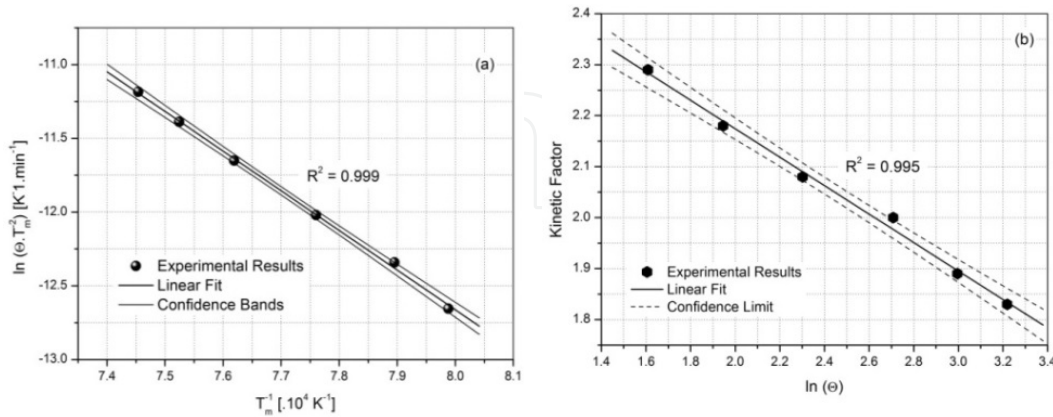 (a)
-11.0
-11.5
-12.0
-12.5
-13.0
ln (Θ.T_m^-2) [K^-1.min^-1]
R² = 0.999
Experimental Results
Linear Fit
Confidence Bands
7.4 7.5 7.6 7.7 7.8 7.9 8.0 8.1
T_m^-1 [.10^4 K^-1]
(b)
2.4
2.3
2.2
2.1
2.0
1.9
1.8
Kinetic Factor
R² = 0.995
Experimental Results
Linear Fit
Confidence Limit
1.4 1.6 1.8 2.0 2.2 2.4 2.6 2.8 3.0 3.2 3.4
ln (Θ)